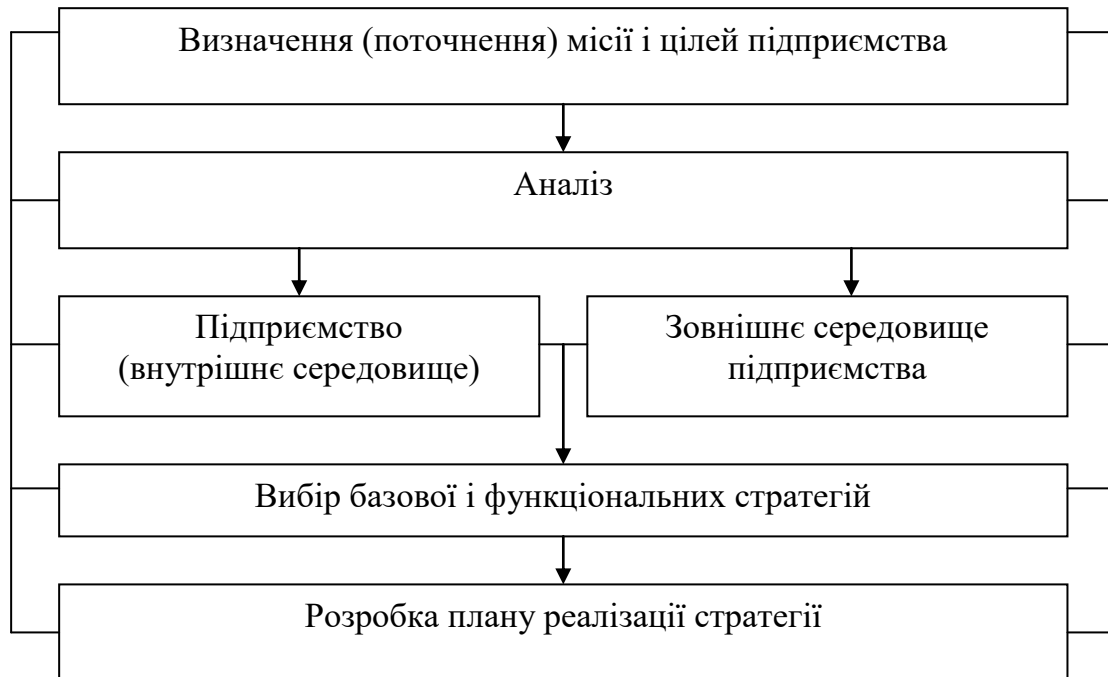 Визначення (поточнення) місії і цілей підприємства
Аналіз
Підприємство
(внутрішнє середовище)
Зовнішнє середовище
підприємства
Вибір базової і функціональних стратегій
Розробка плану реалізації стратегії